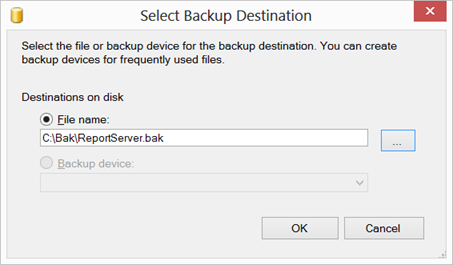 Select Backup Destination
Select the file or backup device for the backup destination. You can create
backup devices for frequently used files.
Destinations on disk
File name:
C:\Bak\ReportServer.bak
...
Backup device:
OK
Cancel